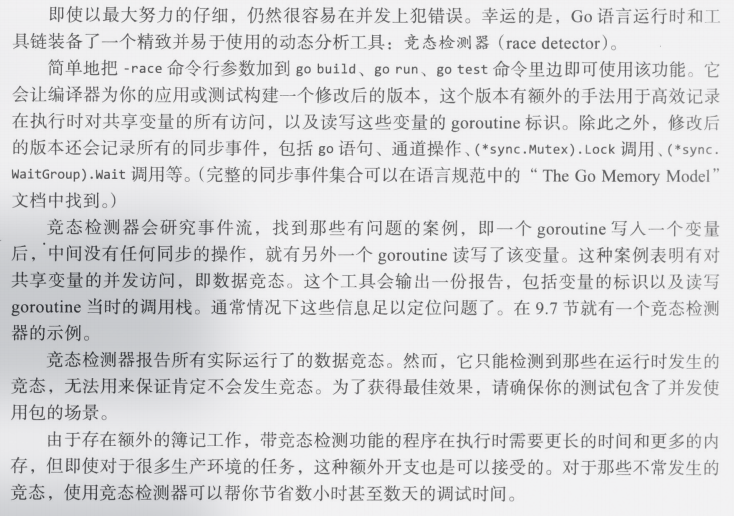 即使以最大努力的仔细，仍然很容易在并发上犯错误。幸运的是，Go 语言运行时和工
具链装备了一个精致并易于使用的动态分析工具：竞态检测器（race detector）。
简单地把 -race 命令行参数加到 go build、go run、go test 命令里边即可使用该功能。它
会让编译器为你的应用或测试构建一个修改后的版本，这个版本有额外的手法用于高效记录
在执行时对共享变量的所有访问，以及读写这些变量的 goroutine 标识。除此之外，修改后
的版本还会记录所有的同步事件，包括 go 语句、通道操作、(*sync.Mutex).Lock 调用、(*sync.
WaitGroup).Wait 调用等。（完整的同步事件集合可以在语言规范中的“The Go Memory Model”
文档中找到。）
竞态检测器会研究事件流，找到那些有问题的案例，即一个 goroutine 写入一个变量
后，中间没有任何同步的操作，就有另外一个 goroutine 读写了该变量。这种案例表明有对
共享变量的并发访问，即数据竞态。这个工具会输出一份报告，包括变量的标识以及读写
goroutine 当时的调用栈。通常情况下这些信息足以定位问题了。在 9.7 节就有一个竞态检测
器的示例。
竞态检测器报告所有实际运行了的数据竞态。然而，它只能检测到那些在运行时发生的
竞态，无法用来保证肯定不会发生竞态。为了获得最佳效果，请确保你的测试包含了并发使
用包的场景。
由于存在额外的簿记工作，带竞态检测功能的程序在执行时需要更长的时间和更多的内
存，但即使对于很多生产环境的任务，这种额外开支也是可以接受的。对于那些不常发生的
竞态，使用竞态检测器可以帮你节省数小时甚至数天的调试时间。